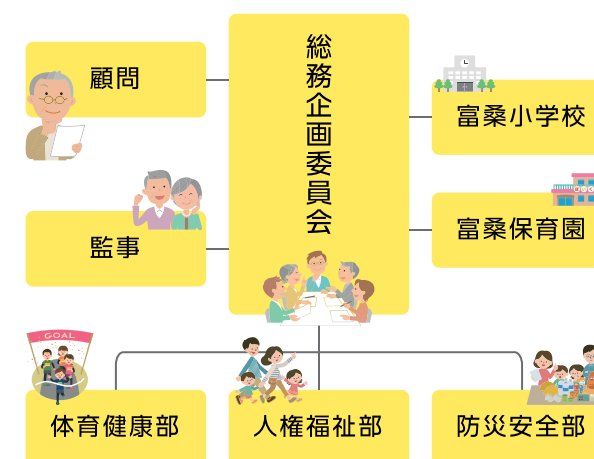 総務企画委員会
顧問
富桑小学校
監事
富桑保育園
GOAL
体育健康部
人権福祉部
防災安全部